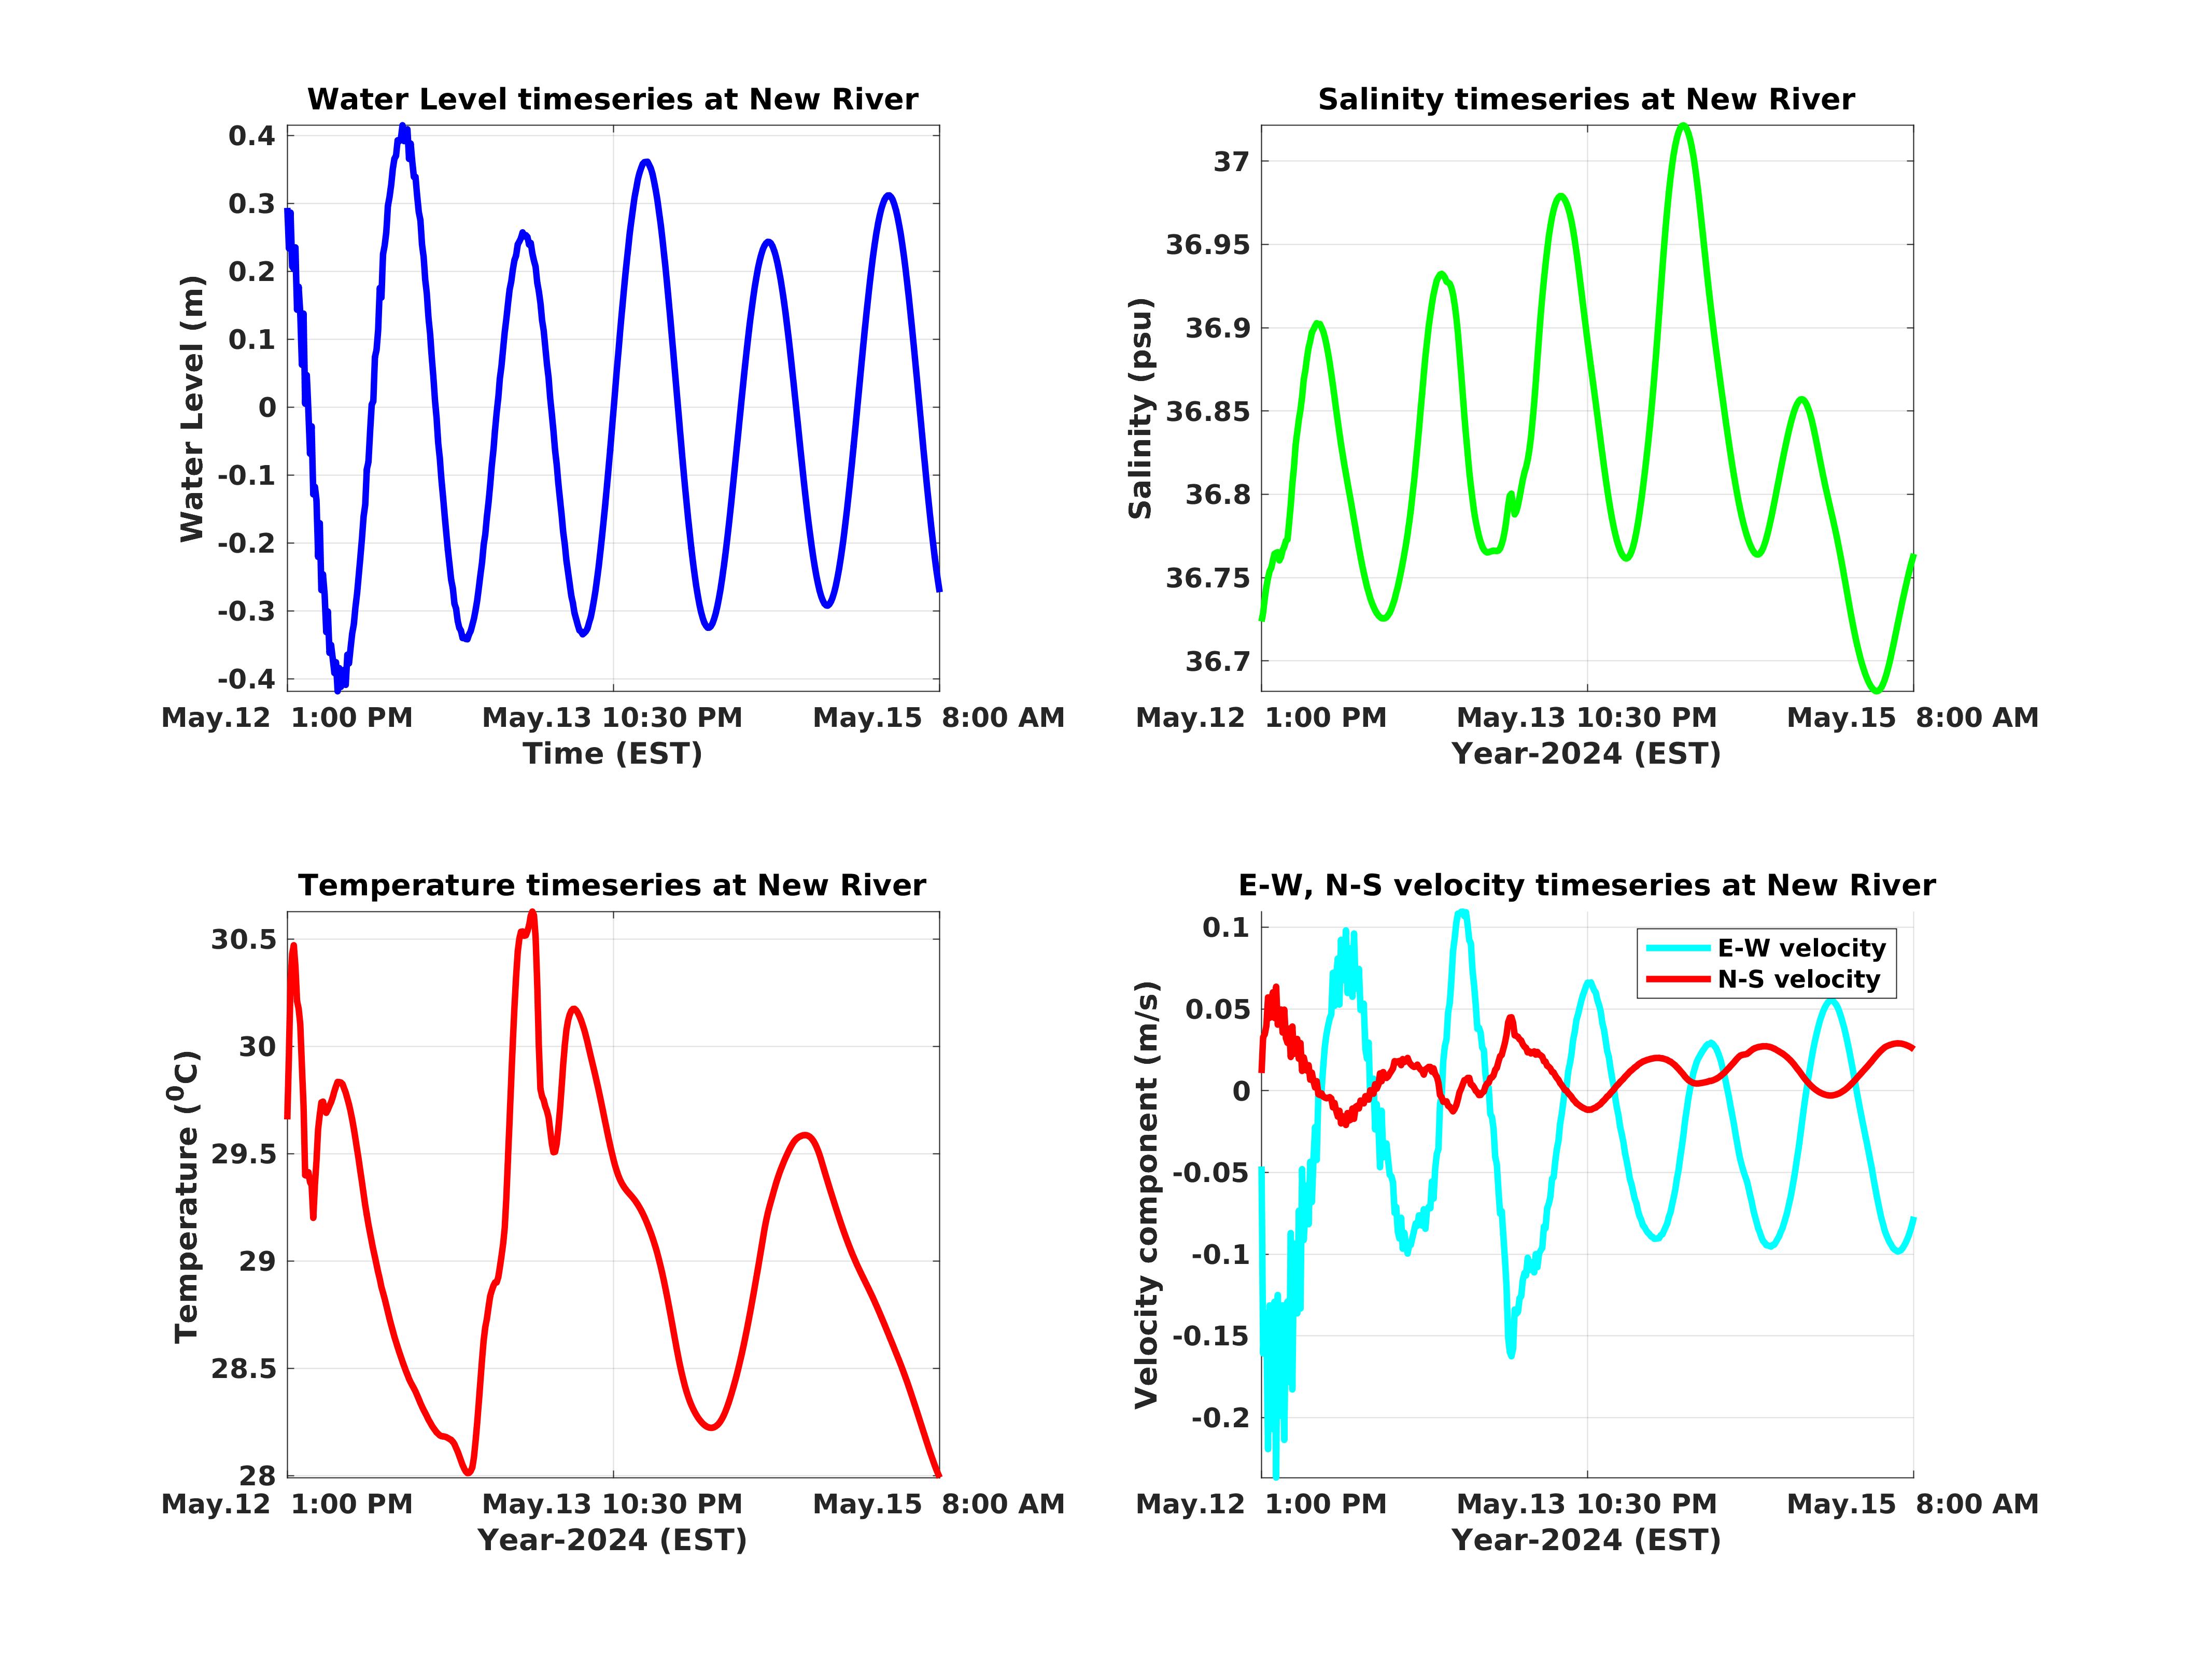 Water Level timeseries at New River
0.4
0.3
0.2
0.1
0
-0.1
-0.2
-0.3
-0.4
Water Level (m)
May.12 1:00 PM May.13 10:30 PM May.15 8:00 AM
Time (EST)
Salinity timeseries at New River
37
36.95
36.9
36.85
36.8
36.75
36.7
Salinity (psu)
May.12 1:00 PM May.13 10:30 PM May.15 8:00 AM
Year-2024 (EST)
Temperature timeseries at New River
30.5
30
29.5
29
28.5
28
Temperature (⁰C)
May.12 1:00 PM May.13 10:30 PM May.15 8:00 AM
Year-2024 (EST)
E-W, N-S velocity timeseries at New River
0.1
0.05
0
-0.05
-0.1
-0.15
-0.2
Velocity component (m/s)
E-W velocity
N-S velocity
May.12 1:00 PM May.13 10:30 PM May.15 8:00 AM
Year-2024 (EST)